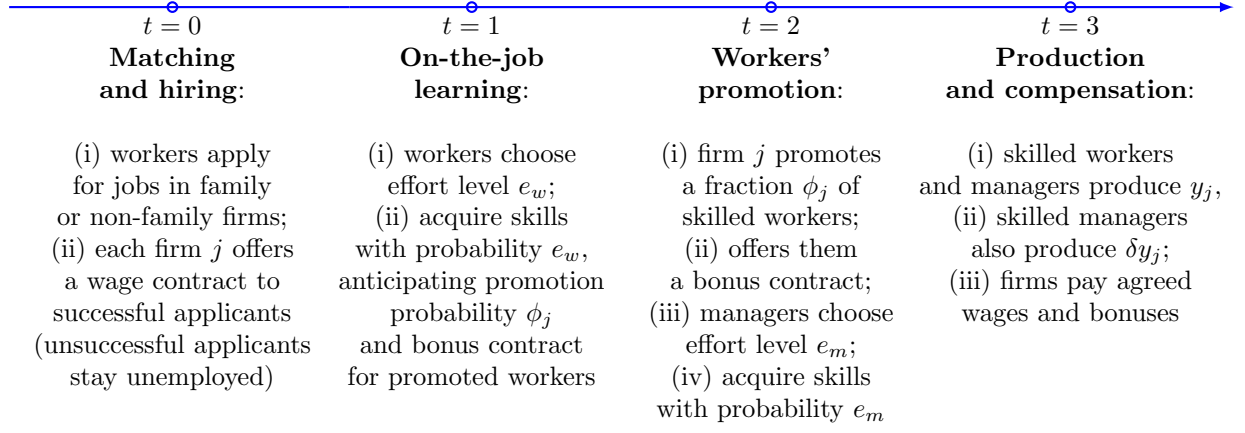 t = 0
Matching
and hiring:
(i) workers apply
for jobs in family
or non-family firms;
(ii) each firm j offers
a wage contract to
successful applicants
(unsuccessful applicants
stay unemployed)
t = 1
On-the-job
learning:
(i) workers choose
effort level e_w;
(ii) acquire skills
with probability e_w,
anticipating promotion
probability ϕ_j
and bonus contract
for promoted workers
t = 2
Workers'
promotion:
(i) firm j promotes
a fraction ϕ_j of
skilled workers;
(ii) offers them
a bonus contract;
(iii) managers choose
effort level e_m;
(iv) acquire skills
with probability e_m
t = 3
Production
and compensation:
(i) skilled workers
and managers produce y_j,
(ii) skilled managers
also produce δy_j;
(iii) firms pay agreed
wages and bonuses